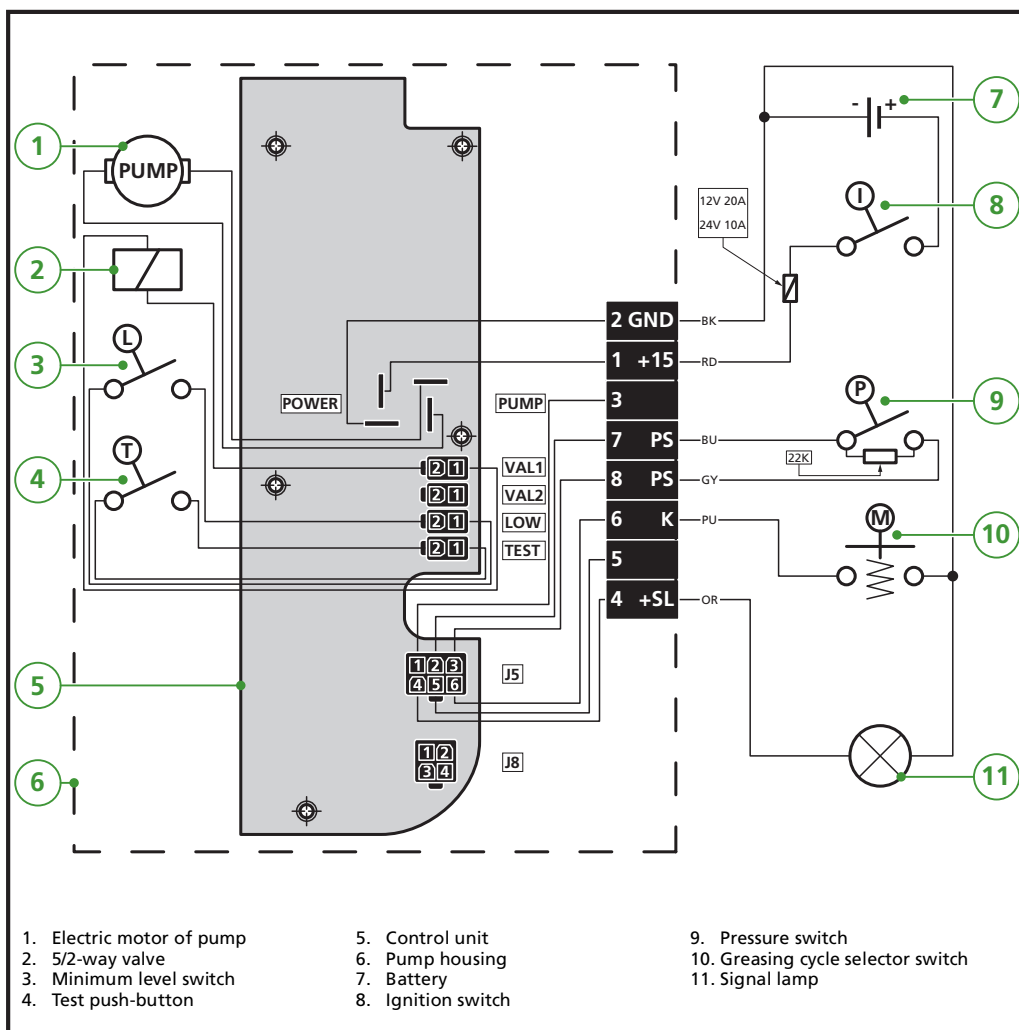 1
PUMP
2
L
3
T
4
5
6
POWER
PUMP
2 1 VAL1
2 1 VAL2
2 1 LOW
2 1 TEST
1 2 3
4 5 6
J5
1 2
3 4
J8
12V 20A
24V 10A
2 GND BK
1 +15 RD
3
7 PS BU
8 PS GY
6 K PU
5
4 +SL OR
- +
7
I
8
P
9
22K
M
10
11
1. Electric motor of pump
2. 5/2-way valve
3. Minimum level switch
4. Test push-button
5. Control unit
6. Pump housing
7. Battery
8. Ignition switch
9. Pressure switch
10. Greasing cycle selector switch
11. Signal lamp